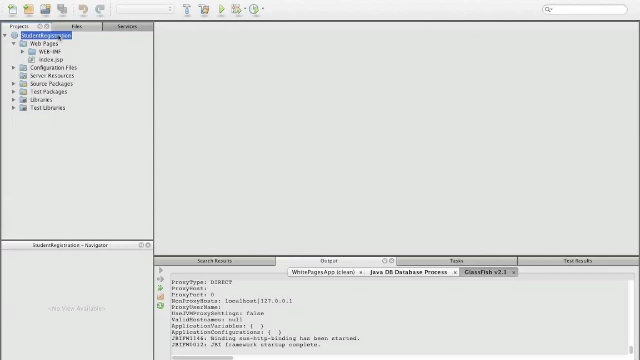 Projects
Files
Services
StudentRegistration
Web Pages
WEB-INF
index.jsp
Configuration Files
Server Resources
Source Packages
Test Packages
Libraries
Test Libraries
StudentRegistration - Navigator
<No View Available>
Search Results
Output
Tasks
Test Results
WhitePagesApp (clean)
Java DB Database Process
GlassFish v2.1
ProxyType: DIRECT
ProxyHost:
ProxyPort: 0
NonProxyHosts: localhost|127.0.0.1
ProxyUserName:
UseJVMProxySettings: false
ValidHostnames: null
ApplicationVariables: { }
ApplicationConfigurations: { }
JBIFW1146: Binding sun-http-binding has been started.
JBIFW0012: JBI framework startup complete.